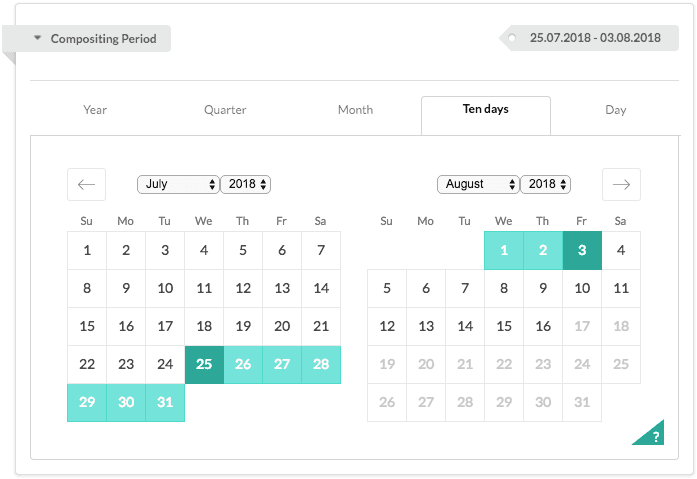 Compositing Period 25.07.2018 - 03.08.2018
Year Quarter Month Ten days Day
July 2018 August 2018
Su Mo Tu We Th Fr Sa Su Mo Tu We Th Fr Sa
1 2 3 4 5 6 7 1 2 3 4
8 9 10 11 12 13 14 5 6 7 8 9 10 11
15 16 17 18 19 20 21 12 13 14 15 16 17 18
22 23 24 25 26 27 28 19 20 21 22 23 24 25
29 30 31 26 27 28 29 30 31
?